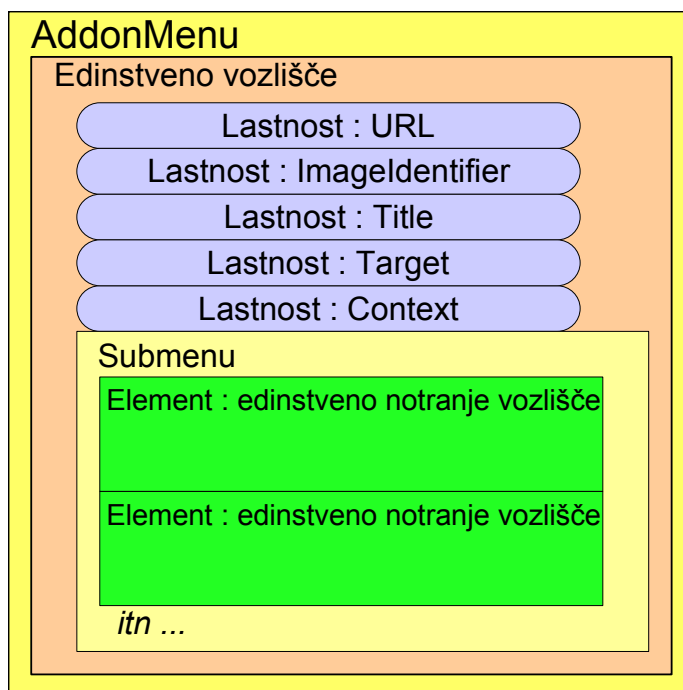 AddonMenu
Edinstveno vozlišče
Lastnost : URL
Lastnost : ImageIdentifier
Lastnost : Title
Lastnost : Target
Lastnost : Context
Submenu
Element : edinstveno notranje vozlišče
Element : edinstveno notranje vozlišče
itn ...